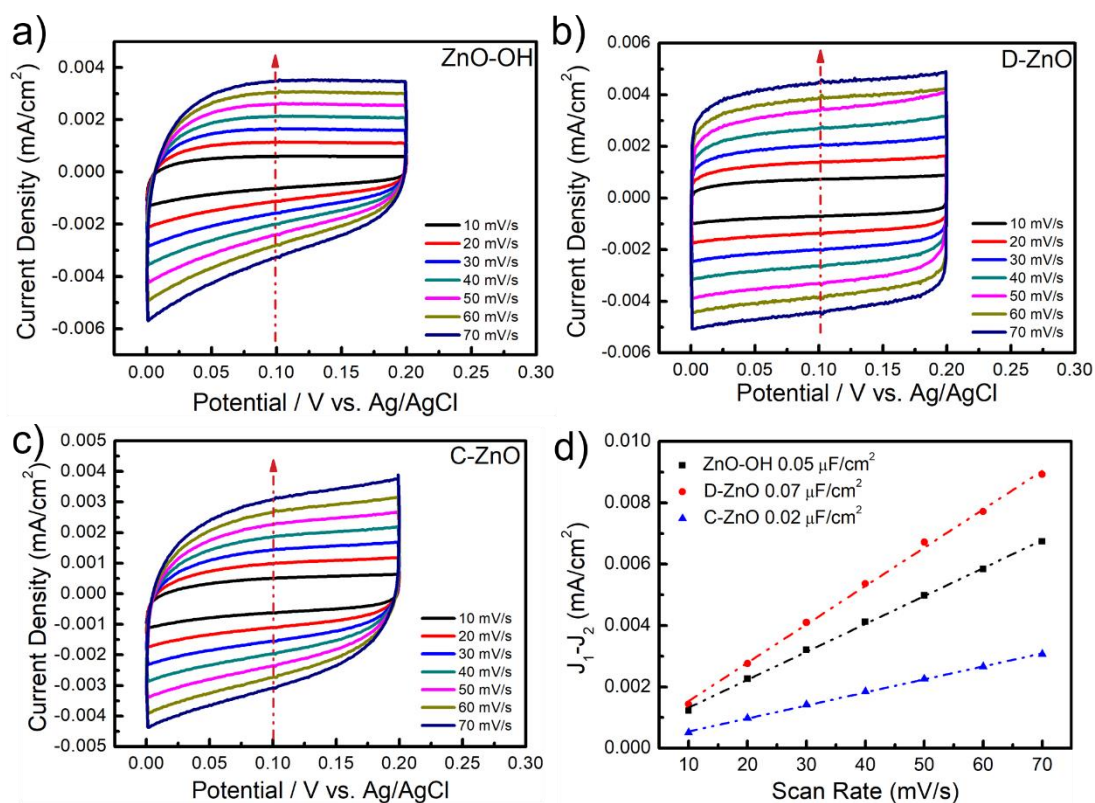 a)
ZnO-OH
Current Density (mA/cm²)
0.004
0.002
0.000
-0.002
-0.004
-0.006
10 mV/s
20 mV/s
30 mV/s
40 mV/s
50 mV/s
60 mV/s
70 mV/s
0.00 0.05 0.10 0.15 0.20 0.25 0.30
Potential / V vs. Ag/AgCl
b)
D-ZnO
Current Density (mA/cm²)
0.006
0.004
0.002
0.000
-0.002
-0.004
-0.006
10 mV/s
20 mV/s
30 mV/s
40 mV/s
50 mV/s
60 mV/s
70 mV/s
0.00 0.05 0.10 0.15 0.20 0.25 0.30
Potential / V vs. Ag/AgCl
c)
C-ZnO
Current Density (mA/cm²)
0.005
0.004
0.003
0.002
0.001
0.000
-0.001
-0.002
-0.003
-0.004
-0.005
10 mV/s
20 mV/s
30 mV/s
40 mV/s
50 mV/s
60 mV/s
70 mV/s
0.00 0.05 0.10 0.15 0.20 0.25 0.30
Potential / V vs. Ag/AgCl
d)
J₁-J₂ (mA/cm²)
0.010
0.008
0.006
0.004
0.002
0.000
ZnO-OH 0.05 μF/cm²
D-ZnO 0.07 μF/cm²
C-ZnO 0.02 μF/cm²
10 20 30 40 50 60 70
Scan Rate (mV/s)